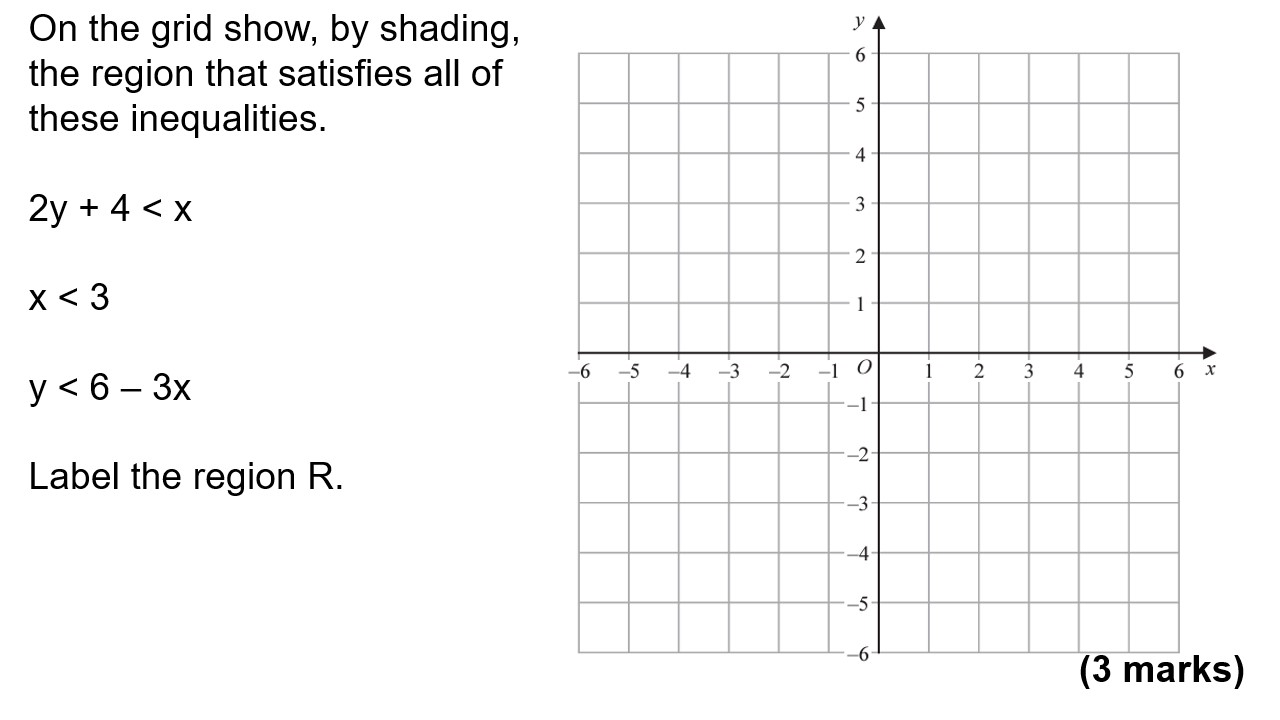 On the grid show, by shading,
the region that satisfies all of
these inequalities.
2y + 4 < x
x < 3
y < 6 – 3x
Label the region R.
y
6
5
4
3
2
1
–6 –5 –4 –3 –2 –1 O 1 2 3 4 5 6 x
–1
–2
–3
–4
–5
–6
(3 marks)